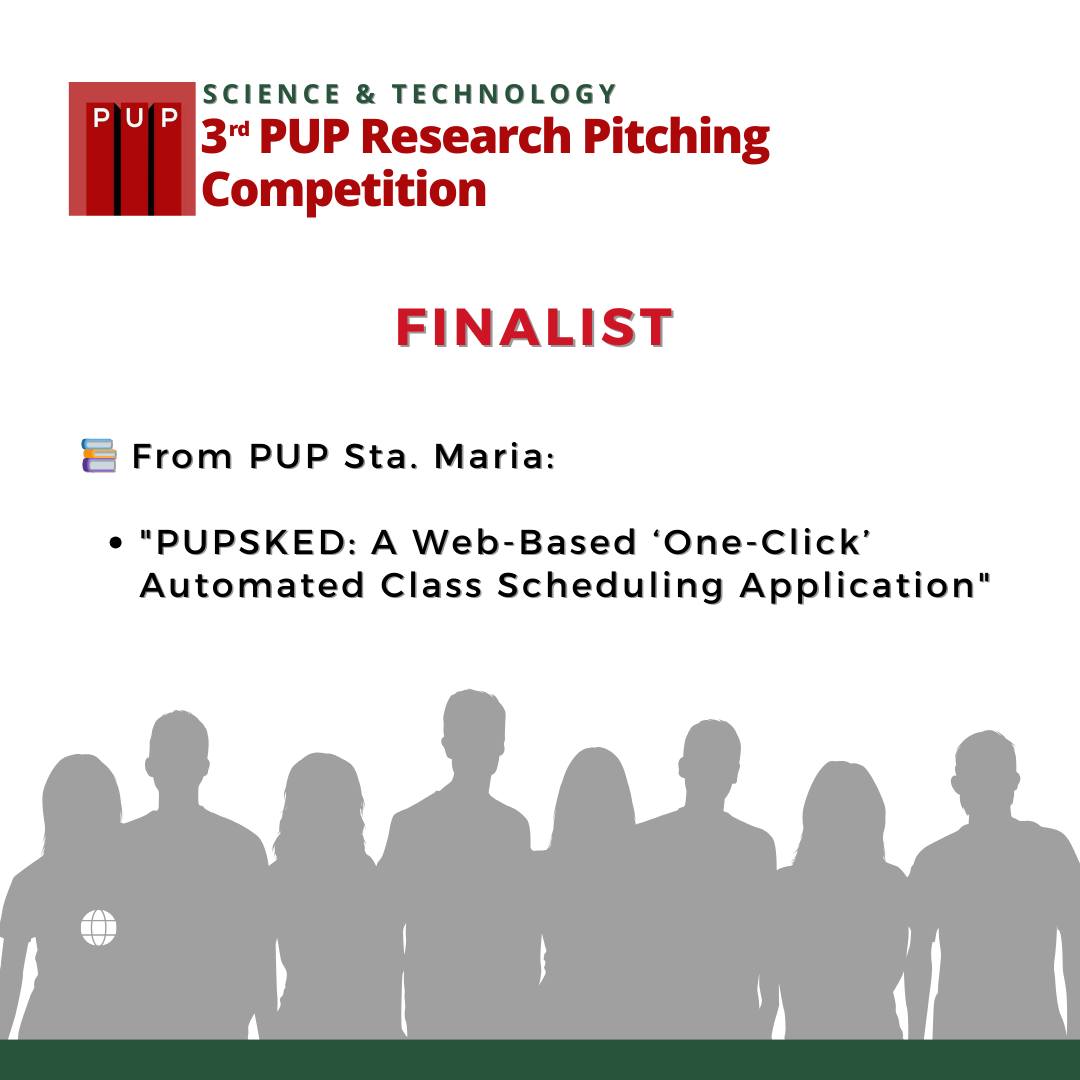 PUP
SCIENCE & TECHNOLOGY
3rd PUP Research Pitching
Competition
FINALIST
📚 From PUP Sta. Maria:
• "PUPSKED: A Web-Based ‘One-Click’
Automated Class Scheduling Application"